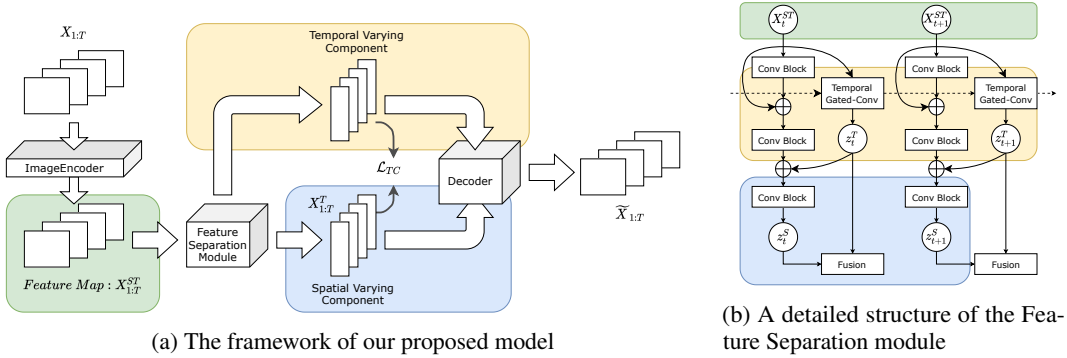 X_{1:T}
ImageEncoder
Feature Map : X^{ST}_{1:T}
Feature
Separation
Module
Temporal Varying
Component
\mathcal{L}_{TC}
X^{T}_{1:T}
Spatial Varying
Component
Decoder
\widetilde{X}_{1:T}
(a) The framework of our proposed model
X^{ST}_{t}
X^{ST}_{t+1}
Conv Block
Conv Block
Temporal
Gated-Conv
Temporal
Gated-Conv
Conv Block
z^{T}_{t}
Conv Block
z^{T}_{t+1}
Conv Block
Conv Block
z^{S}_{t}
z^{S}_{t+1}
Fusion
Fusion
(b) A detailed structure of the Fea-
ture Separation module